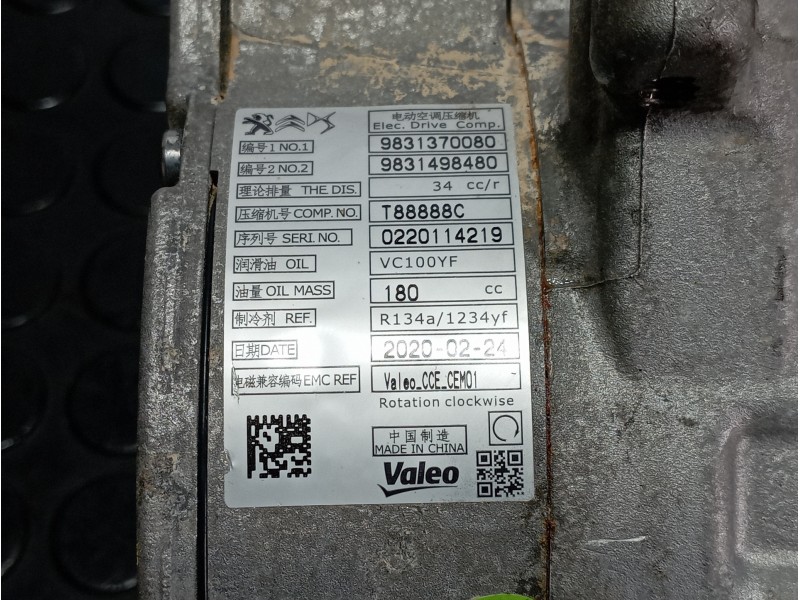 电动空调压缩机
Elec. Drive Comp.
编号1 NO.1 9831370080
编号2 NO.2 9831498480
理论排量 THE.DIS. 34 cc/r
压缩机号 COMP.NO. T88888C
序列号 SERI.NO. 0220114219
润滑油 OIL VC100YF
油量 OIL MASS 180 cc
制冷剂 REF. R134a/1234yf
日期DATE 2020-02-24
电磁兼容编码EMC REF Valeo_CCE_CEM01
Rotation clockwise
中国制造
MADE IN CHINA
Valeo